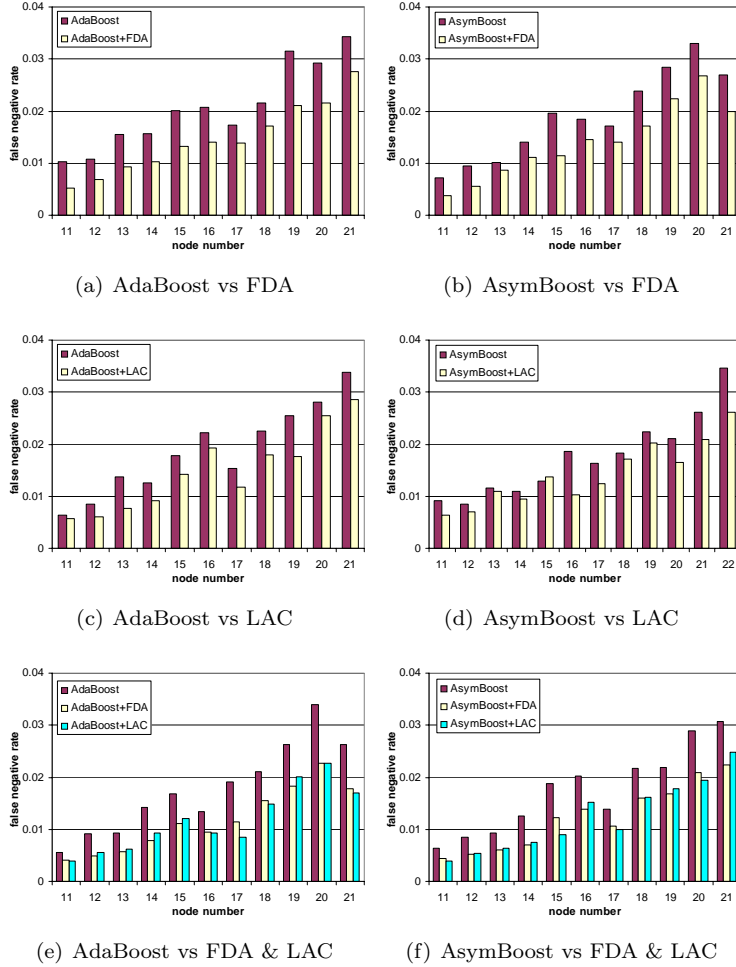 0.04
0.03
0.02
0.01
0
false negative rate
AdaBoost
AdaBoost+FDA
11 12 13 14 15 16 17 18 19 20 21
node number
(a) AdaBoost vs FDA
0.04
0.03
0.02
0.01
0
false negative rate
AsymBoost
AsymBoost+FDA
11 12 13 14 15 16 17 18 19 20 21
node number
(b) AsymBoost vs FDA
0.04
0.03
0.02
0.01
0
false negative rate
AdaBoost
AdaBoost+LAC
11 12 13 14 15 16 17 18 19 20 21
node number
(c) AdaBoost vs LAC
0.04
0.03
0.02
0.01
0
false negative rate
AsymBoost
AsymBoost+LAC
11 12 13 14 15 16 17 18 19 20 21 22
node number
(d) AsymBoost vs LAC
0.04
0.03
0.02
0.01
0
false negative rate
AdaBoost
AdaBoost+FDA
AdaBoost+LAC
11 12 13 14 15 16 17 18 19 20 21
node number
(e) AdaBoost vs FDA & LAC
0.04
0.03
0.02
0.01
0
false negative rate
AsymBoost
AsymBoost+FDA
AsymBoost+LAC
11 12 13 14 15 16 17 18 19 20 21
node number
(f) AsymBoost vs FDA & LAC